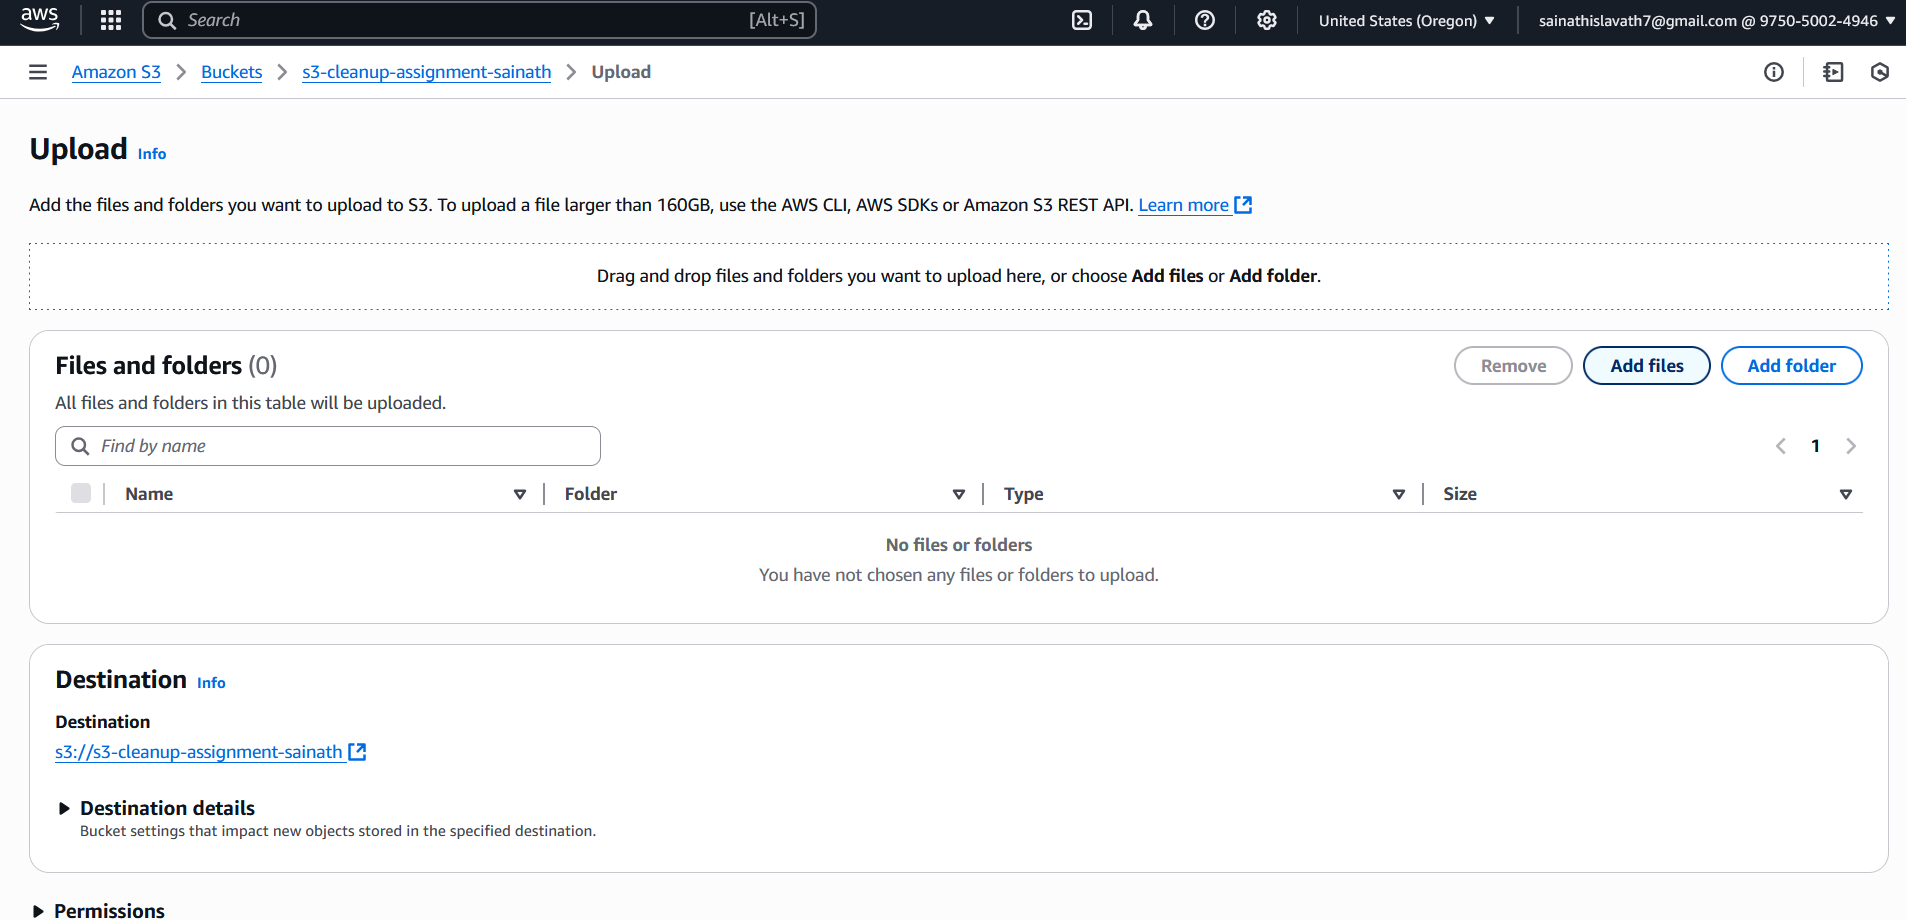 aws Search [Alt+S] United States (Oregon) sainathislavath7@gmail.com @ 9750-5002-4946
Amazon S3 Buckets s3-cleanup-assignment-sainath Upload
Upload Info
Add the files and folders you want to upload to S3. To upload a file larger than 160GB, use the AWS CLI, AWS SDKs or Amazon S3 REST API. Learn more
Drag and drop files and folders you want to upload here, or choose Add files or Add folder.
Files and folders (0) Remove Add files Add folder
All files and folders in this table will be uploaded.
Find by name 1
Name Folder Type Size
No files or folders
You have not chosen any files or folders to upload.
Destination Info
Destination
s3://s3-cleanup-assignment-sainath
Destination details
Bucket settings that impact new objects stored in the specified destination.
Permissions